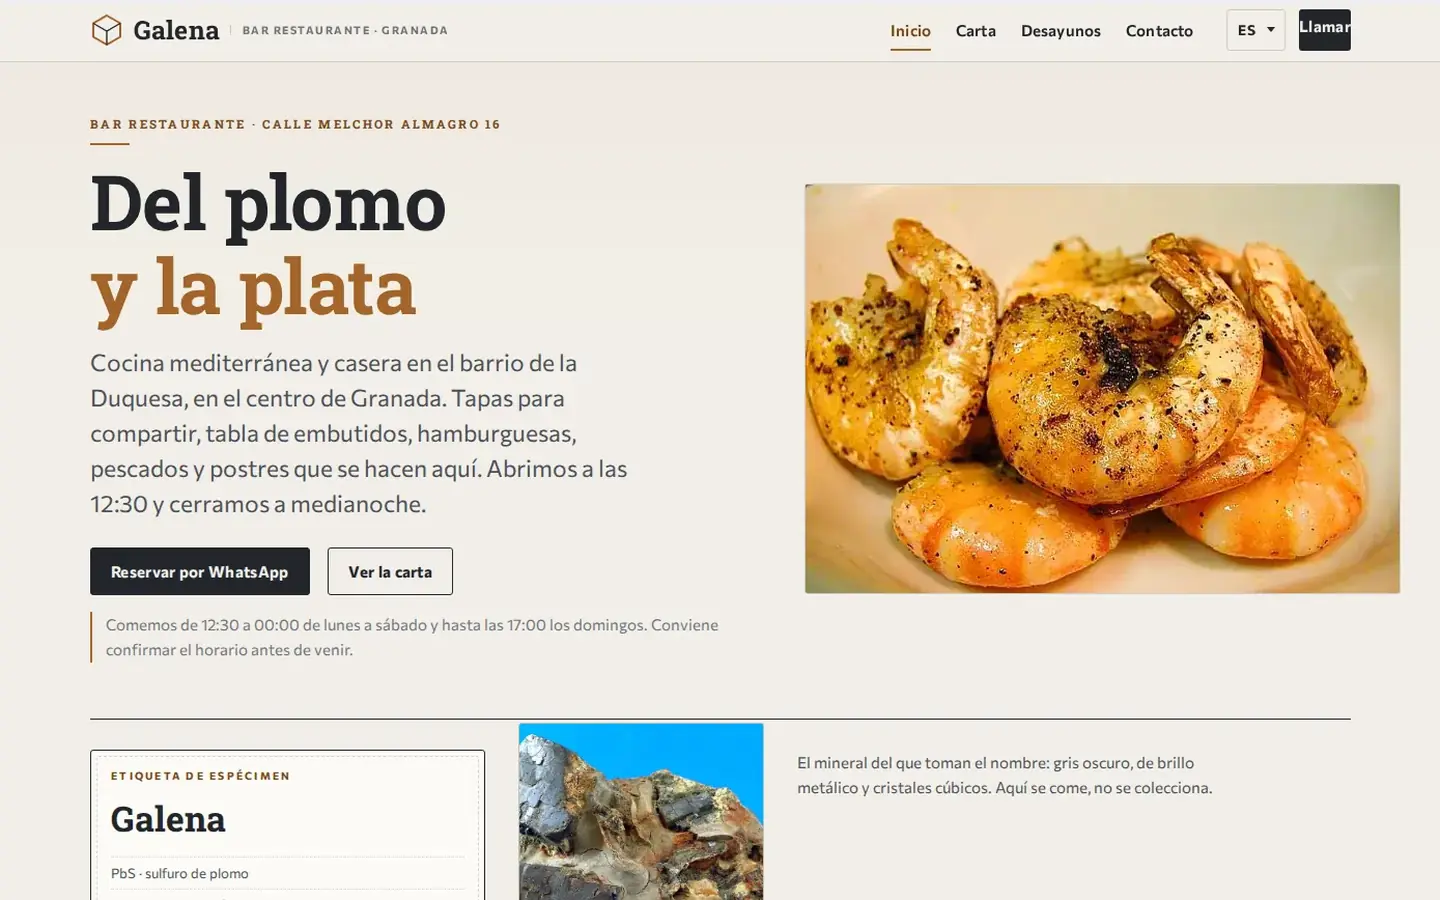 Galena
BAR RESTAURANTE · GRANADA
Inicio
Carta
Desayunos
Contacto
ES
Llamar
BAR RESTAURANTE · CALLE MELCHOR ALMAGRO 16
Del plomo
y la plata
Cocina mediterránea y casera en el barrio de la
Duquesa, en el centro de Granada. Tapas para
compartir, tabla de embutidos, hamburguesas,
pescados y postres que se hacen aquí. Abrimos a las
12:30 y cerramos a medianoche.
Reservar por WhatsApp
Ver la carta
Comemos de 12:30 a 00:00 de lunes a sábado y hasta las 17:00 los domingos. Conviene
confirmar el horario antes de venir.
ETIQUETA DE ESPÉCIMEN
Galena
PbS · sulfuro de plomo
El mineral del que toman el nombre: gris oscuro, de brillo
metálico y cristales cúbicos. Aquí se come, no se colecciona.